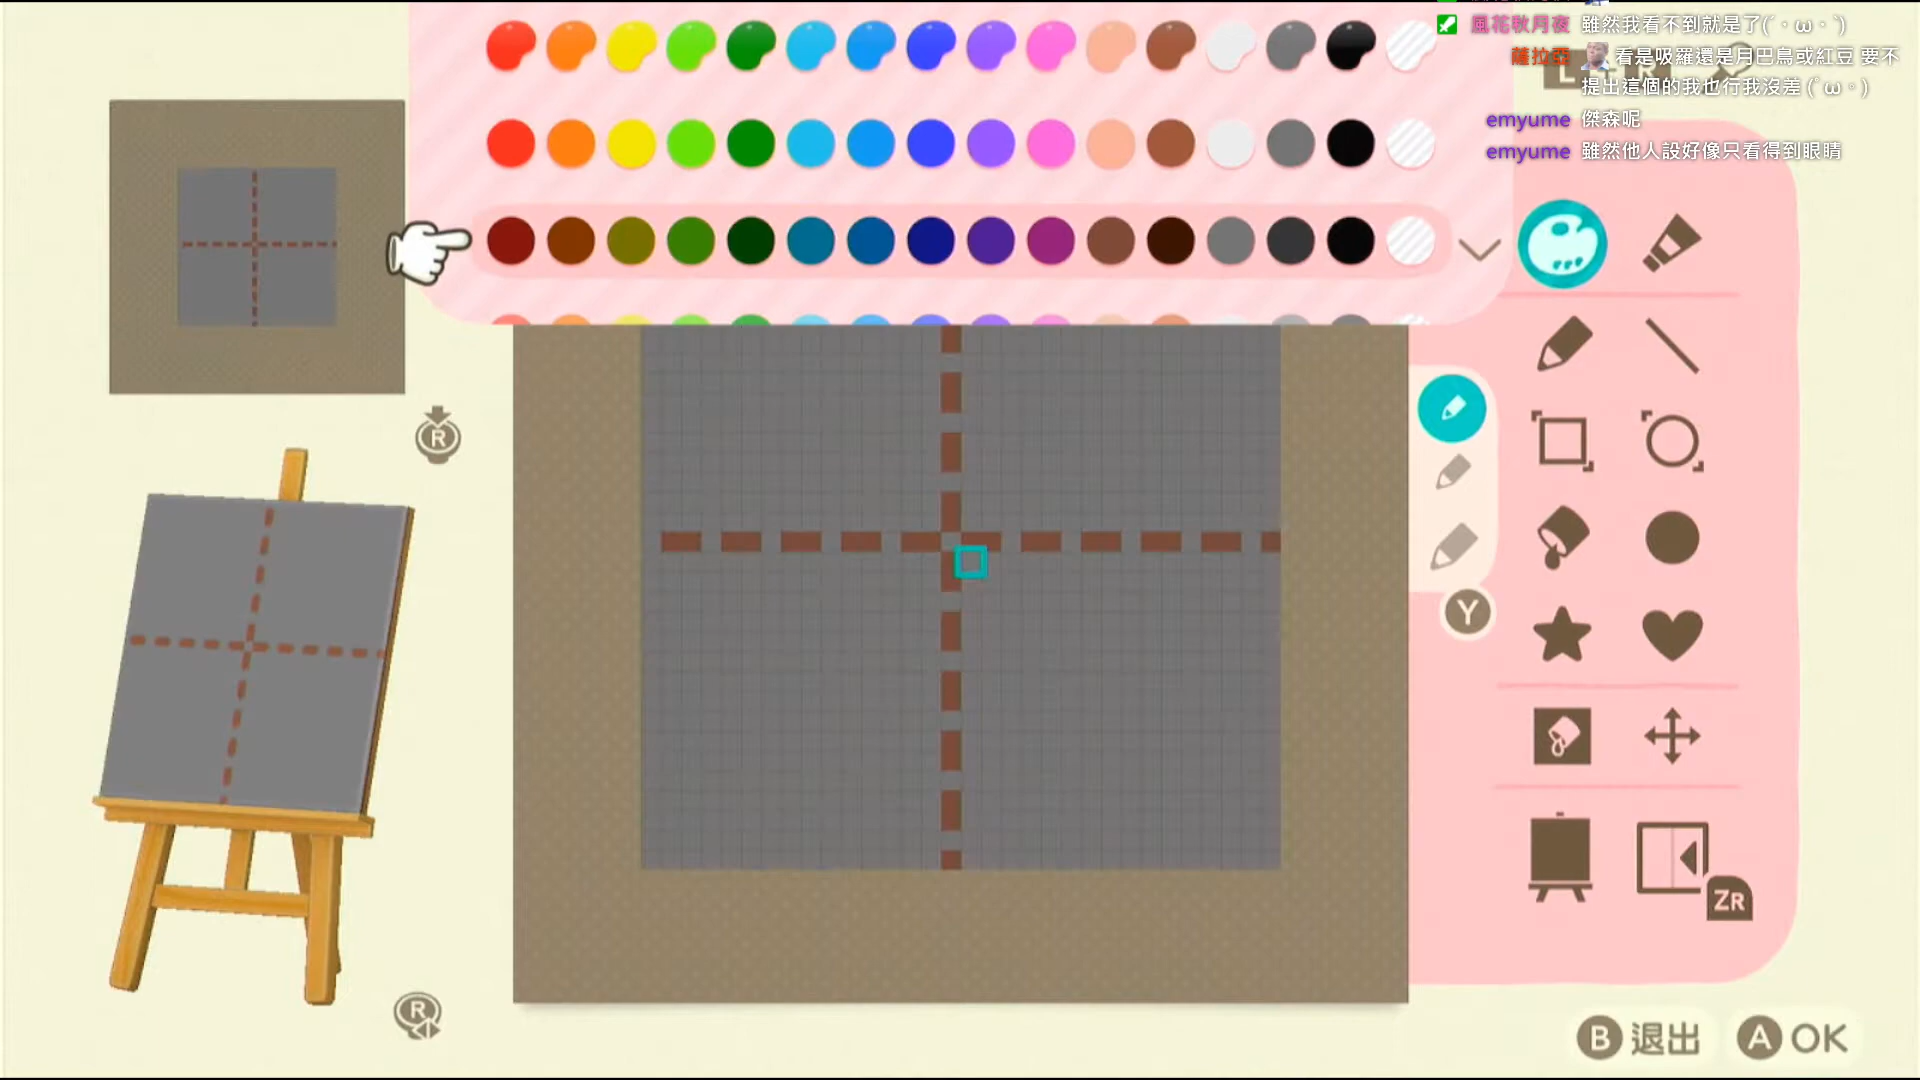 風花秋月夜 雖然我看不到就是了(´・ω・`)
薩拉亞 看是吸羅還是月巴鳥或紅豆 要不
提出這個的我也行我沒差 (´ω。)
emyume 傑森呢
emyume 雖然他人設好像只看得到眼睛
L
R
R
Y
ZR
R
B 退出 A OK